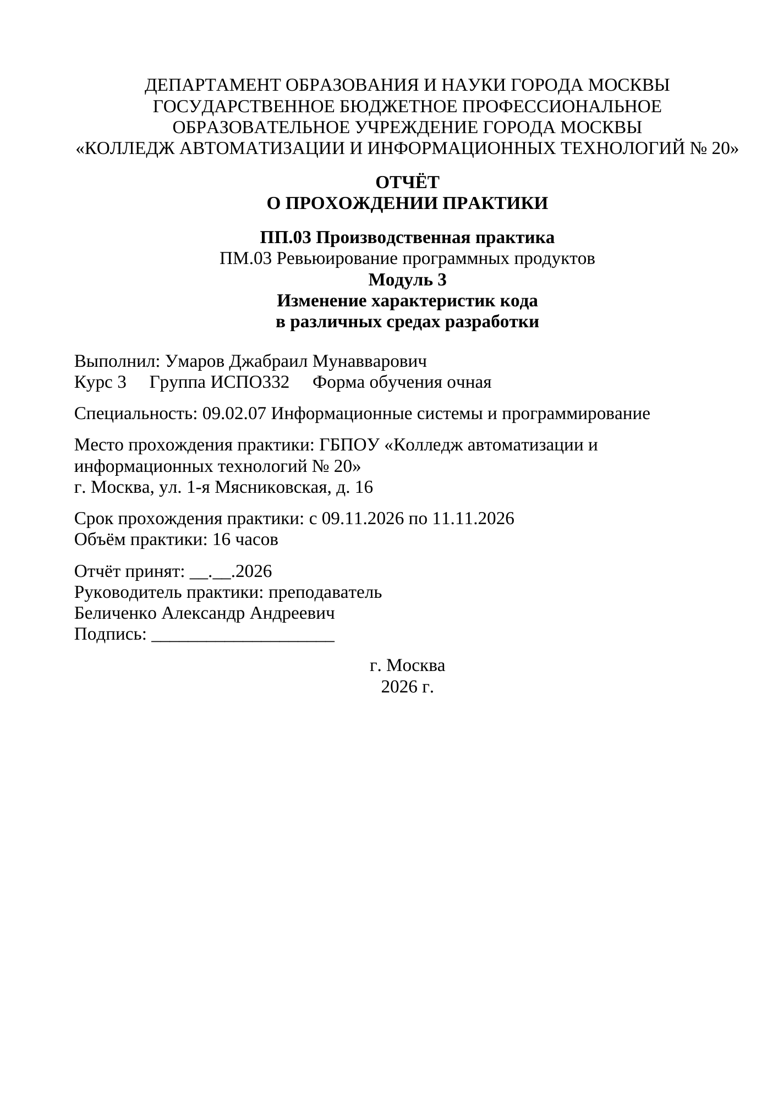 ДЕПАРТАМЕНТ ОБРАЗОВАНИЯ И НАУКИ ГОРОДА МОСКВЫ
ГОСУДАРСТВЕННОЕ БЮДЖЕТНОЕ ПРОФЕССИОНАЛЬНОЕ
ОБРАЗОВАТЕЛЬНОЕ УЧРЕЖДЕНИЕ ГОРОДА МОСКВЫ
«КОЛЛЕДЖ АВТОМАТИЗАЦИИ И ИНФОРМАЦИОННЫХ ТЕХНОЛОГИЙ № 20»
ОТЧЁТ
О ПРОХОЖДЕНИИ ПРАКТИКИ
ПП.03 Производственная практика
ПМ.03 Ревьюирование программных продуктов
Модуль 3
Изменение характеристик кода
в различных средах разработки
Выполнил: Умаров Джабраил Мунавварович
Курс 3 Группа ИСПО332 Форма обучения очная
Специальность: 09.02.07 Информационные системы и программирование
Место прохождения практики: ГБПОУ «Колледж автоматизации и
информационных технологий № 20»
г. Москва, ул. 1-я Мясниковская, д. 16
Срок прохождения практики: с 09.11.2026 по 11.11.2026
Объём практики: 16 часов
Отчёт принят: __.__.2026
Руководитель практики: преподаватель
Беличенко Александр Андреевич
Подпись: ____________________
г. Москва
2026 г.